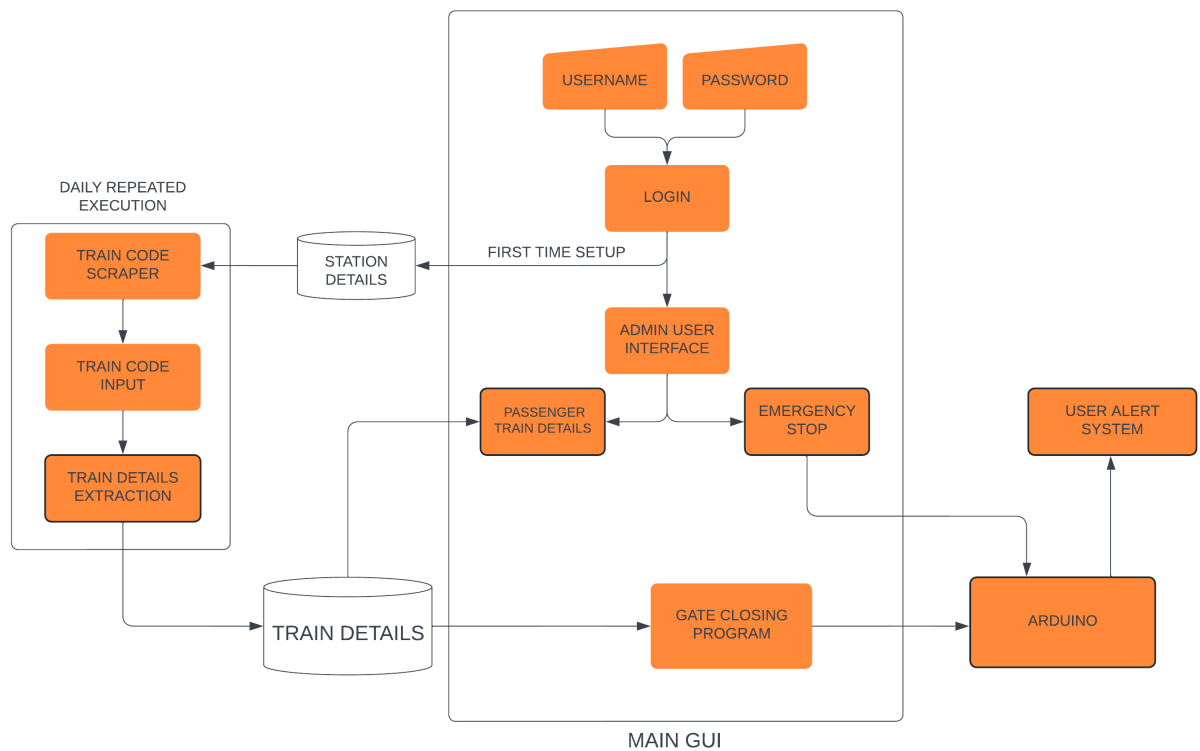 USERNAME
PASSWORD
LOGIN
DAILY REPEATED
EXECUTION
TRAIN CODE
SCRAPER
STATION
DETAILS
FIRST TIME SETUP
TRAIN CODE
INPUT
ADMIN USER
INTERFACE
PASSENGER
TRAIN DETAILS
EMERGENCY
STOP
USER ALERT
SYSTEM
TRAIN DETAILS
EXTRACTION
TRAIN DETAILS
GATE CLOSING
PROGRAM
ARDUINO
MAIN GUI